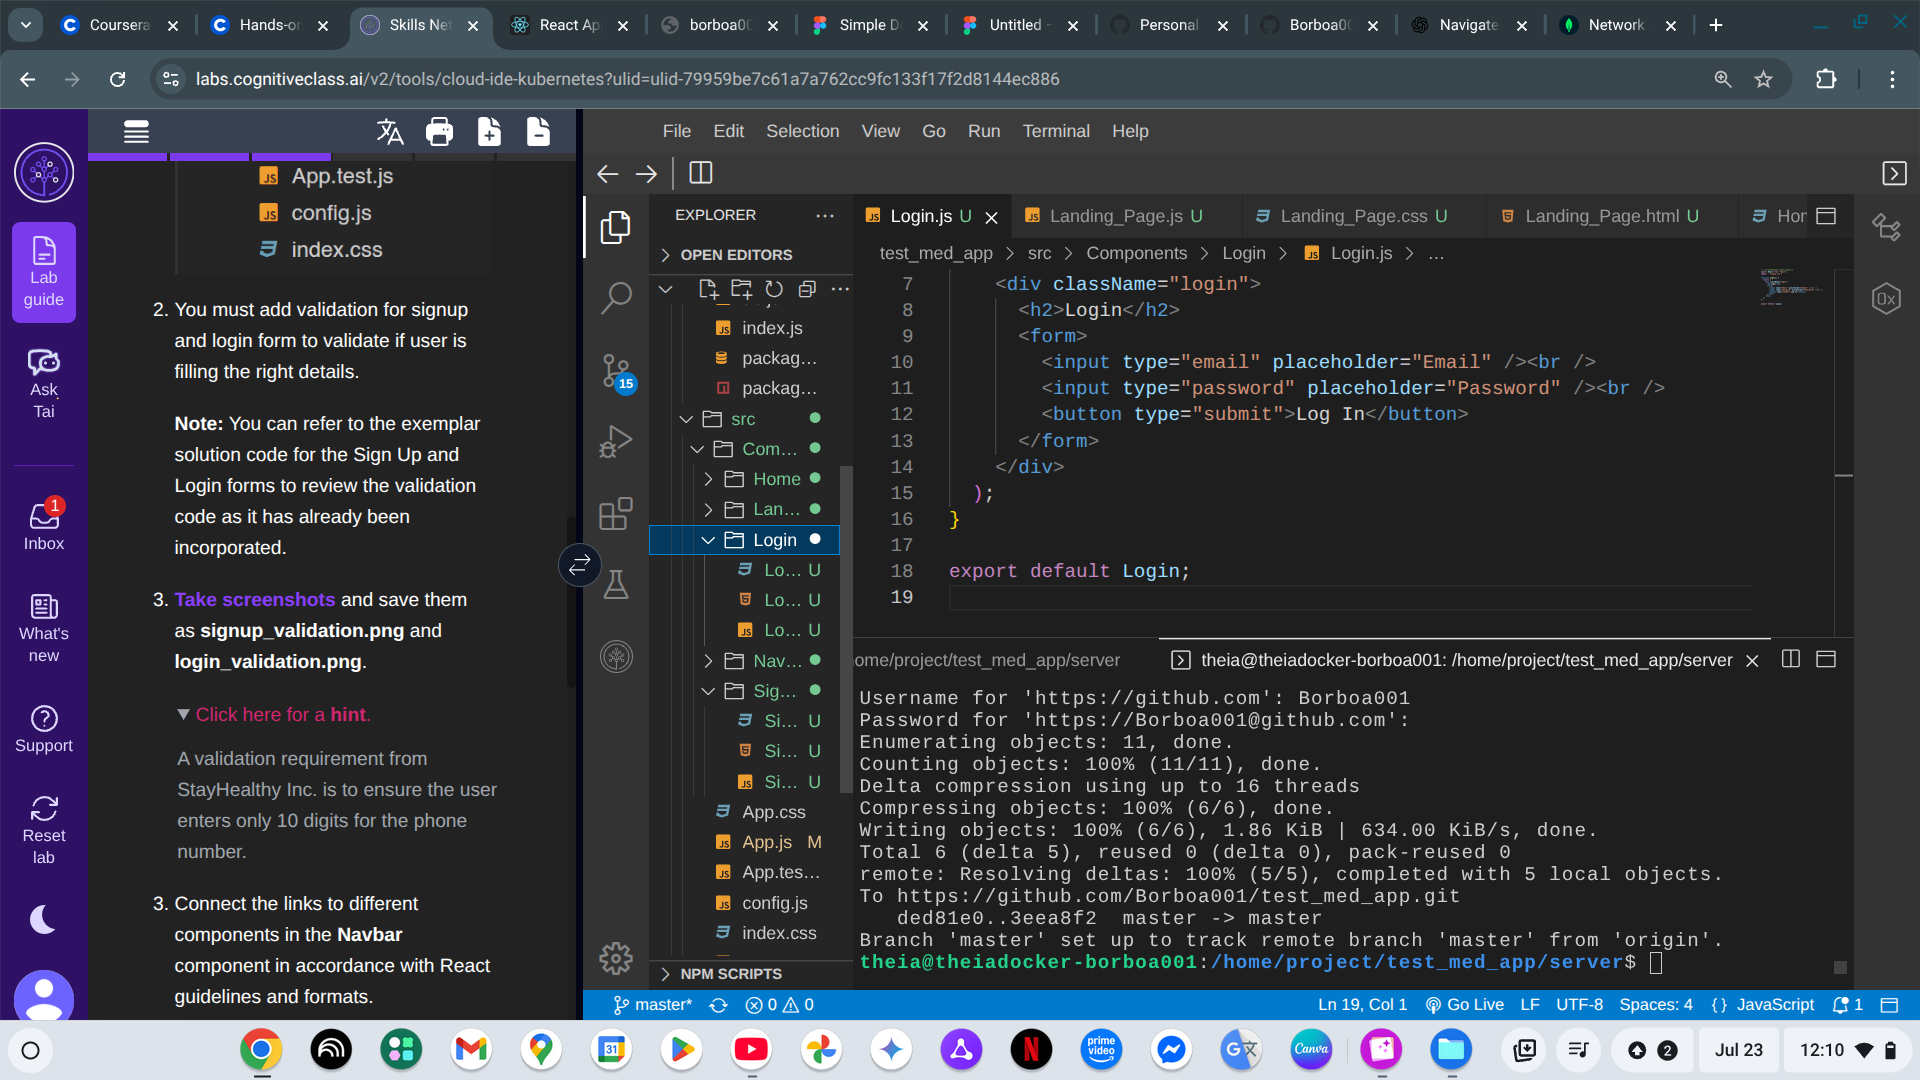 Coursera
Hands-or
Skills Net
React Ap
borboa00
Simple D
Untitled -
Personal
Borboa00
Navigate
Network
labs.cognitiveclass.ai/v2/tools/cloud-ide-kubernetes?ulid=ulid-79959be7c61a7a762cc9fc133f17f2d8144ec886
Lab
guide
Ask
Tai
1
Inbox
What's
new
Support
Reset
lab
App.test.js
config.js
index.css
2. You must add validation for signup
and login form to validate if user is
filling the right details.
Note: You can refer to the exemplar
solution code for the Sign Up and
Login forms to review the validation
code as it has already been
incorporated.
3. Take screenshots and save them
as signup_validation.png and
login_validation.png.
▼ Click here for a hint.
A validation requirement from
StayHealthy Inc. is to ensure the user
enters only 10 digits for the phone
number.
3. Connect the links to different
components in the Navbar
component in accordance with React
guidelines and formats.
File Edit Selection View Go Run Terminal Help
15
EXPLORER
OPEN EDITORS
index.js
packag...
packag...
src
Com...
Home
Lan...
Login
Lo... U
Lo... U
Lo... U
Nav...
Sig...
Si... U
Si... U
Si... U
App.css
App.js M
App.tes...
config.js
index.css
NPM SCRIPTS
Login.js U
Landing_Page.js U
Landing_Page.css U
Landing_Page.html U
Hor
test_med_app > src > Components > Login > Login.js > ...
7 <div className="login">
8 <h2>Login</h2>
9 <form>
10 <input type="email" placeholder="Email" /><br />
11 <input type="password" placeholder="Password" /><br />
12 <button type="submit">Log In</button>
13 </form>
14 </div>
15 );
16 }
17
18 export default Login;
19
0x
ome/project/test_med_app/server
theia@theiadocker-borboa001: /home/project/test_med_app/server
Username for 'https://github.com': Borboa001
Password for 'https://Borboa001@github.com':
Enumerating objects: 11, done.
Counting objects: 100% (11/11), done.
Delta compression using up to 16 threads
Compressing objects: 100% (6/6), done.
Writing objects: 100% (6/6), 1.86 KiB | 634.00 KiB/s, done.
Total 6 (delta 5), reused 0 (delta 0), pack-reused 0
remote: Resolving deltas: 100% (5/5), completed with 5 local objects.
To https://github.com/Borboa001/test_med_app.git
ded81e0..3eea8f2 master -> master
Branch 'master' set up to track remote branch 'master' from 'origin'.
theia@theiadocker-borboa001:/home/project/test_med_app/server$
master* 0 0 Ln 19, Col 1 Go Live LF UTF-8 Spaces: 4 {} JavaScript 1
31
N
prime
video
Canva
2
Jul 23
12:10